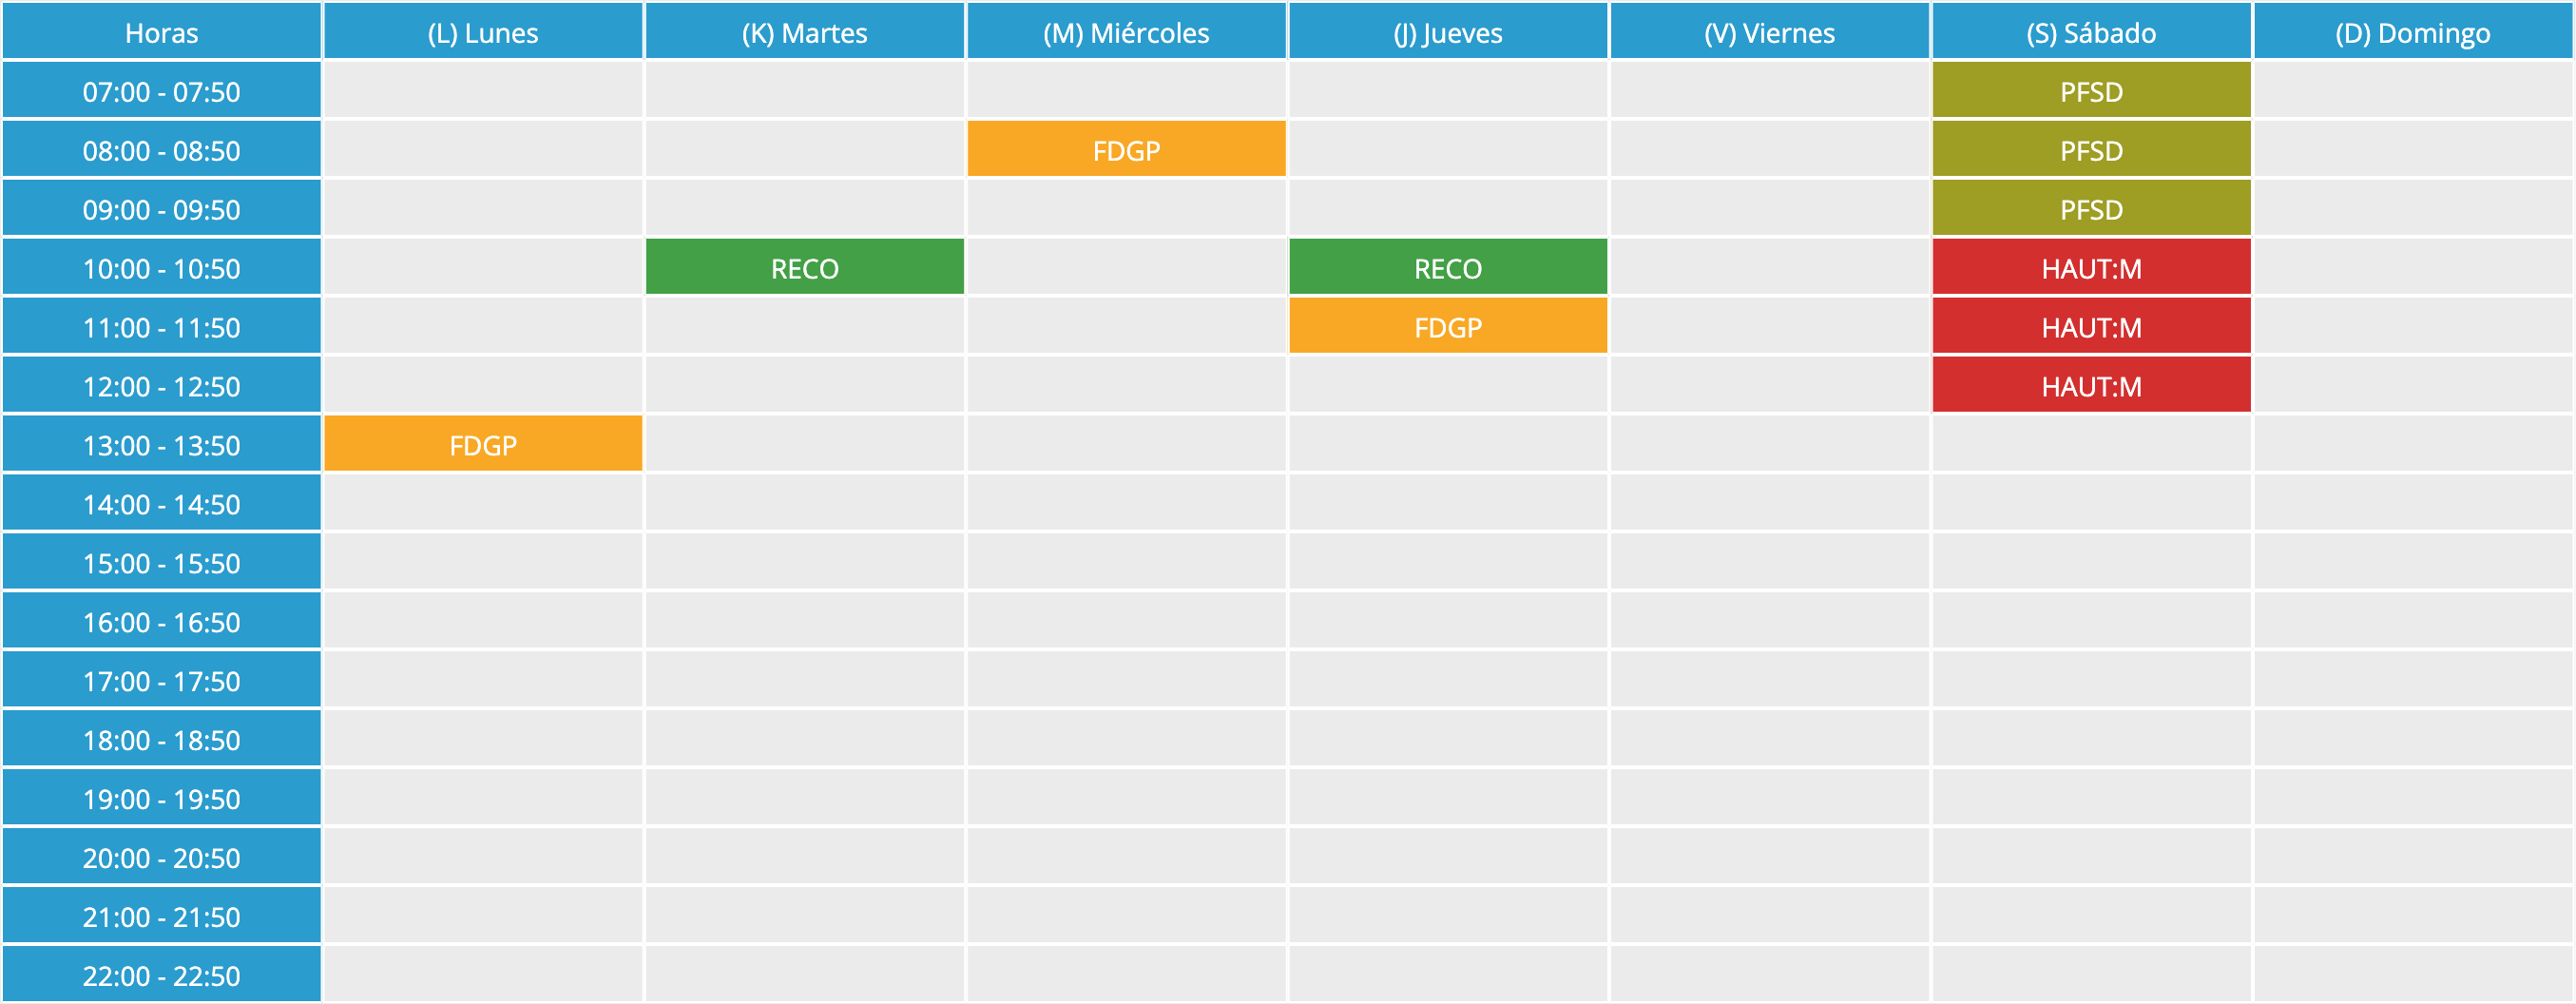 Horas (L) Lunes (K) Martes (M) Miércoles (J) Jueves (V) Viernes (S) Sábado (D) Domingo
07:00 - 07:50 PFSD
08:00 - 08:50 FDGP PFSD
09:00 - 09:50 PFSD
10:00 - 10:50 RECO RECO HAUT:M
11:00 - 11:50 FDGP HAUT:M
12:00 - 12:50 HAUT:M
13:00 - 13:50 FDGP
14:00 - 14:50
15:00 - 15:50
16:00 - 16:50
17:00 - 17:50
18:00 - 18:50
19:00 - 19:50
20:00 - 20:50
21:00 - 21:50
22:00 - 22:50